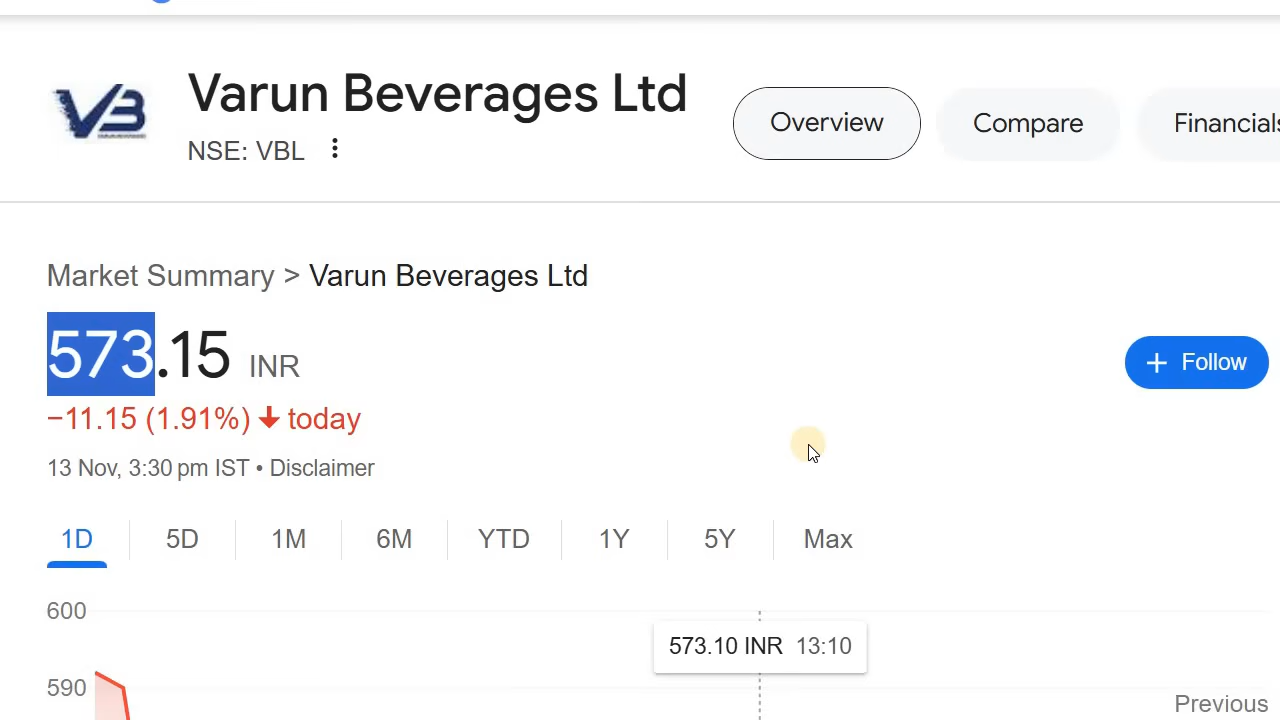 Varun Beverages Ltd
NSE: VBL
Overview
Compare
Financials
Market Summary > Varun Beverages Ltd
573.15 INR
+ Follow
−11.15 (1.91%) ↓ today
13 Nov, 3:30 pm IST • Disclaimer
1D 5D 1M 6M YTD 1Y 5Y Max
600
573.10 INR 13:10
590
Previous